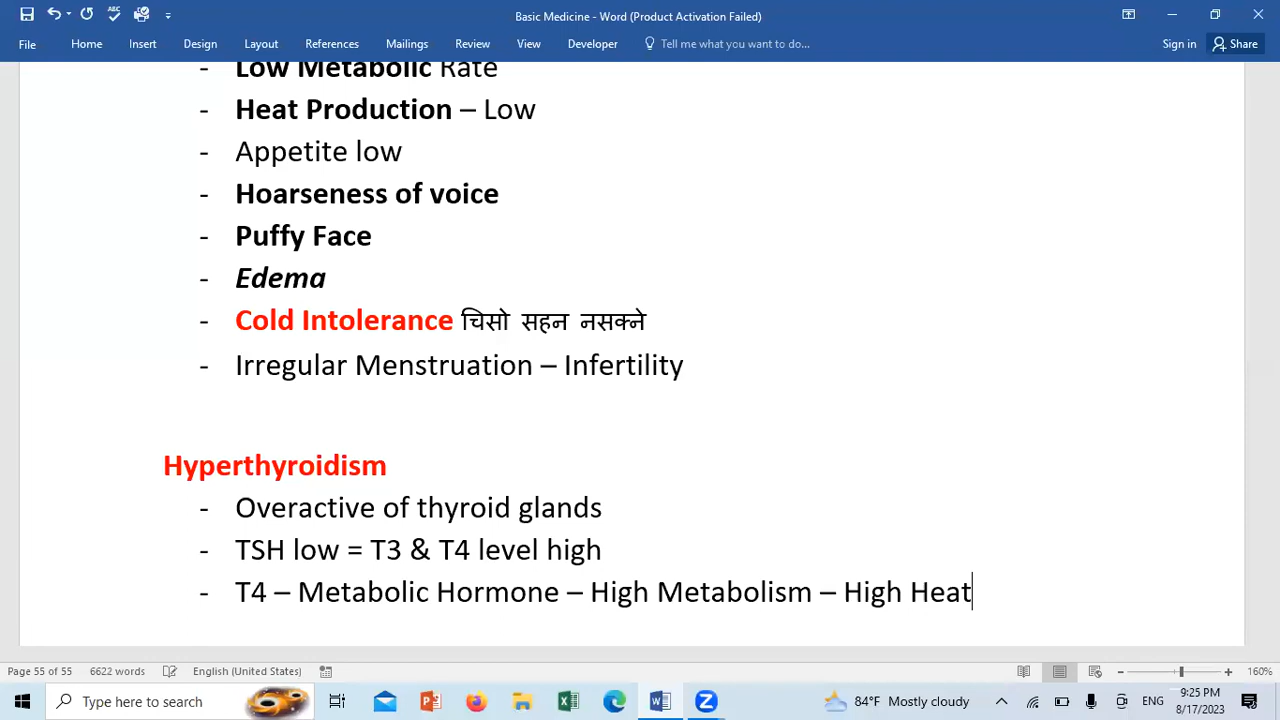 Basic Medicine - Word (Product Activation Failed)
File Home Insert Design Layout References Mailings Review View Developer Tell me what you want to do... Sign in Share
- Low Metabolic Rate
- Heat Production – Low
- Appetite low
- Hoarseness of voice
- Puffy Face
- Edema
- Cold Intolerance चिसो सहन नसक्ने
- Irregular Menstruation – Infertility
Hyperthyroidism
- Overactive of thyroid glands
- TSH low = T3 & T4 level high
- T4 – Metabolic Hormone – High Metabolism – High Heat
Page 55 of 55 6622 words English (United States) 160%
Type here to search 84°F Mostly cloudy ENG 9:25 PM
8/17/2023